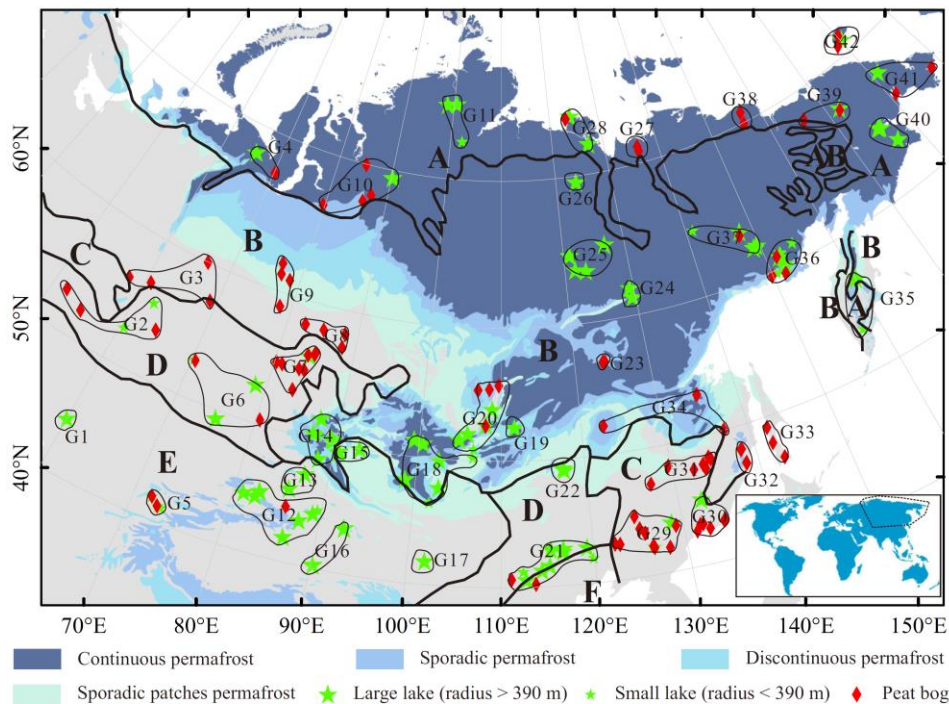 G42
G41
G39
G38
G40
G11
G28
G27
A
A B
A
G4
60°N
G10
G26
C
B
G3
G37
G36
B
G25
G9
G24
G35
B
A
G2
50°N
B
G23
D
G7
G6
G34
G20
G19
G33
G1
G14
G15
C
G18
G32
40°N
E
G13
G22
D
G5
G12
G30
G29
G16
G17
G21
F
70°E 80°E 90°E 100°E 110°E 120°E 130°E 140°E 150°E
Continuous permafrost Sporadic permafrost Discontinuous permafrost
Sporadic patches permafrost Large lake (radius > 390 m) Small lake (radius < 390 m) Peat bog